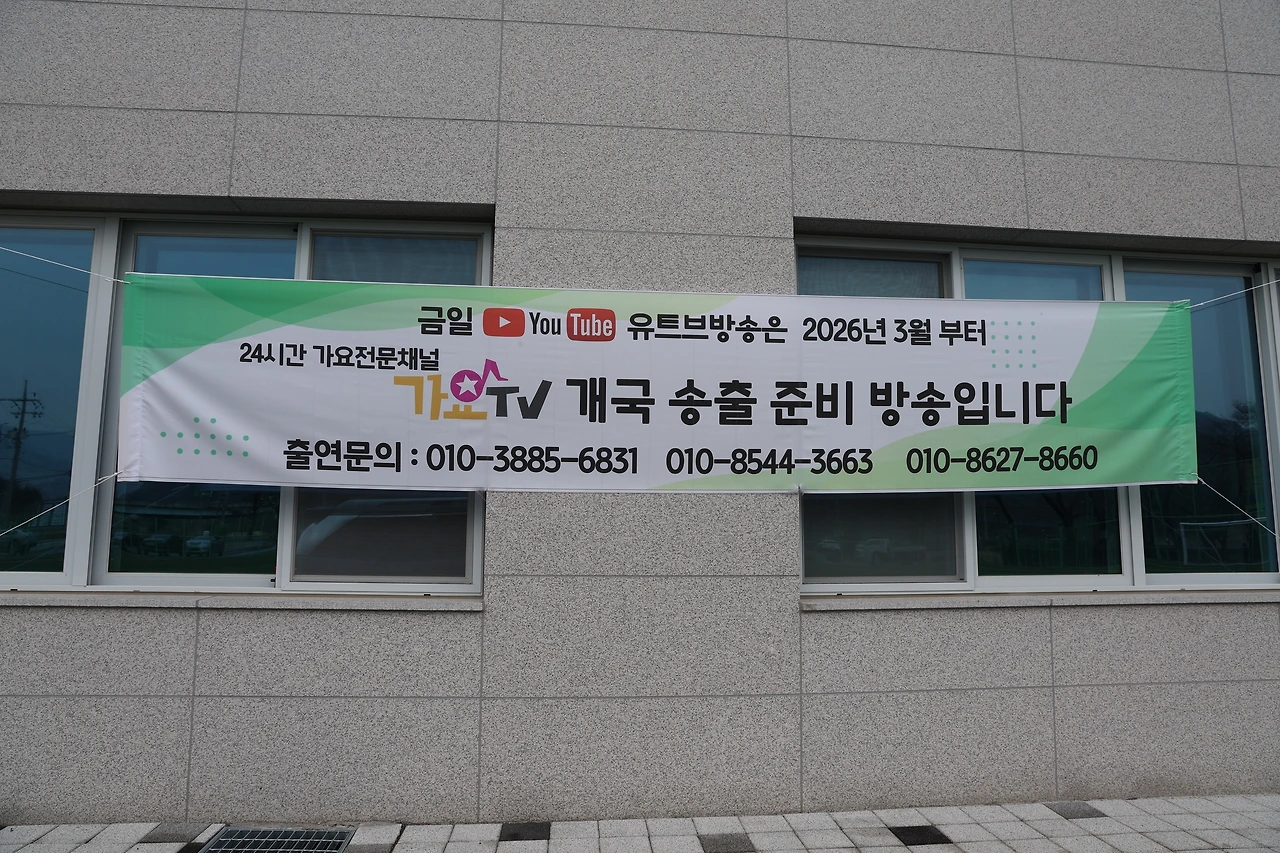 금일 YouTube 유트브방송은 2026년 3월 부터
24시간 가요전문채널
가요TV 개국 송출 준비 방송입니다
출연문의 : 010-3885-6831 010-8544-3663 010-8627-8660